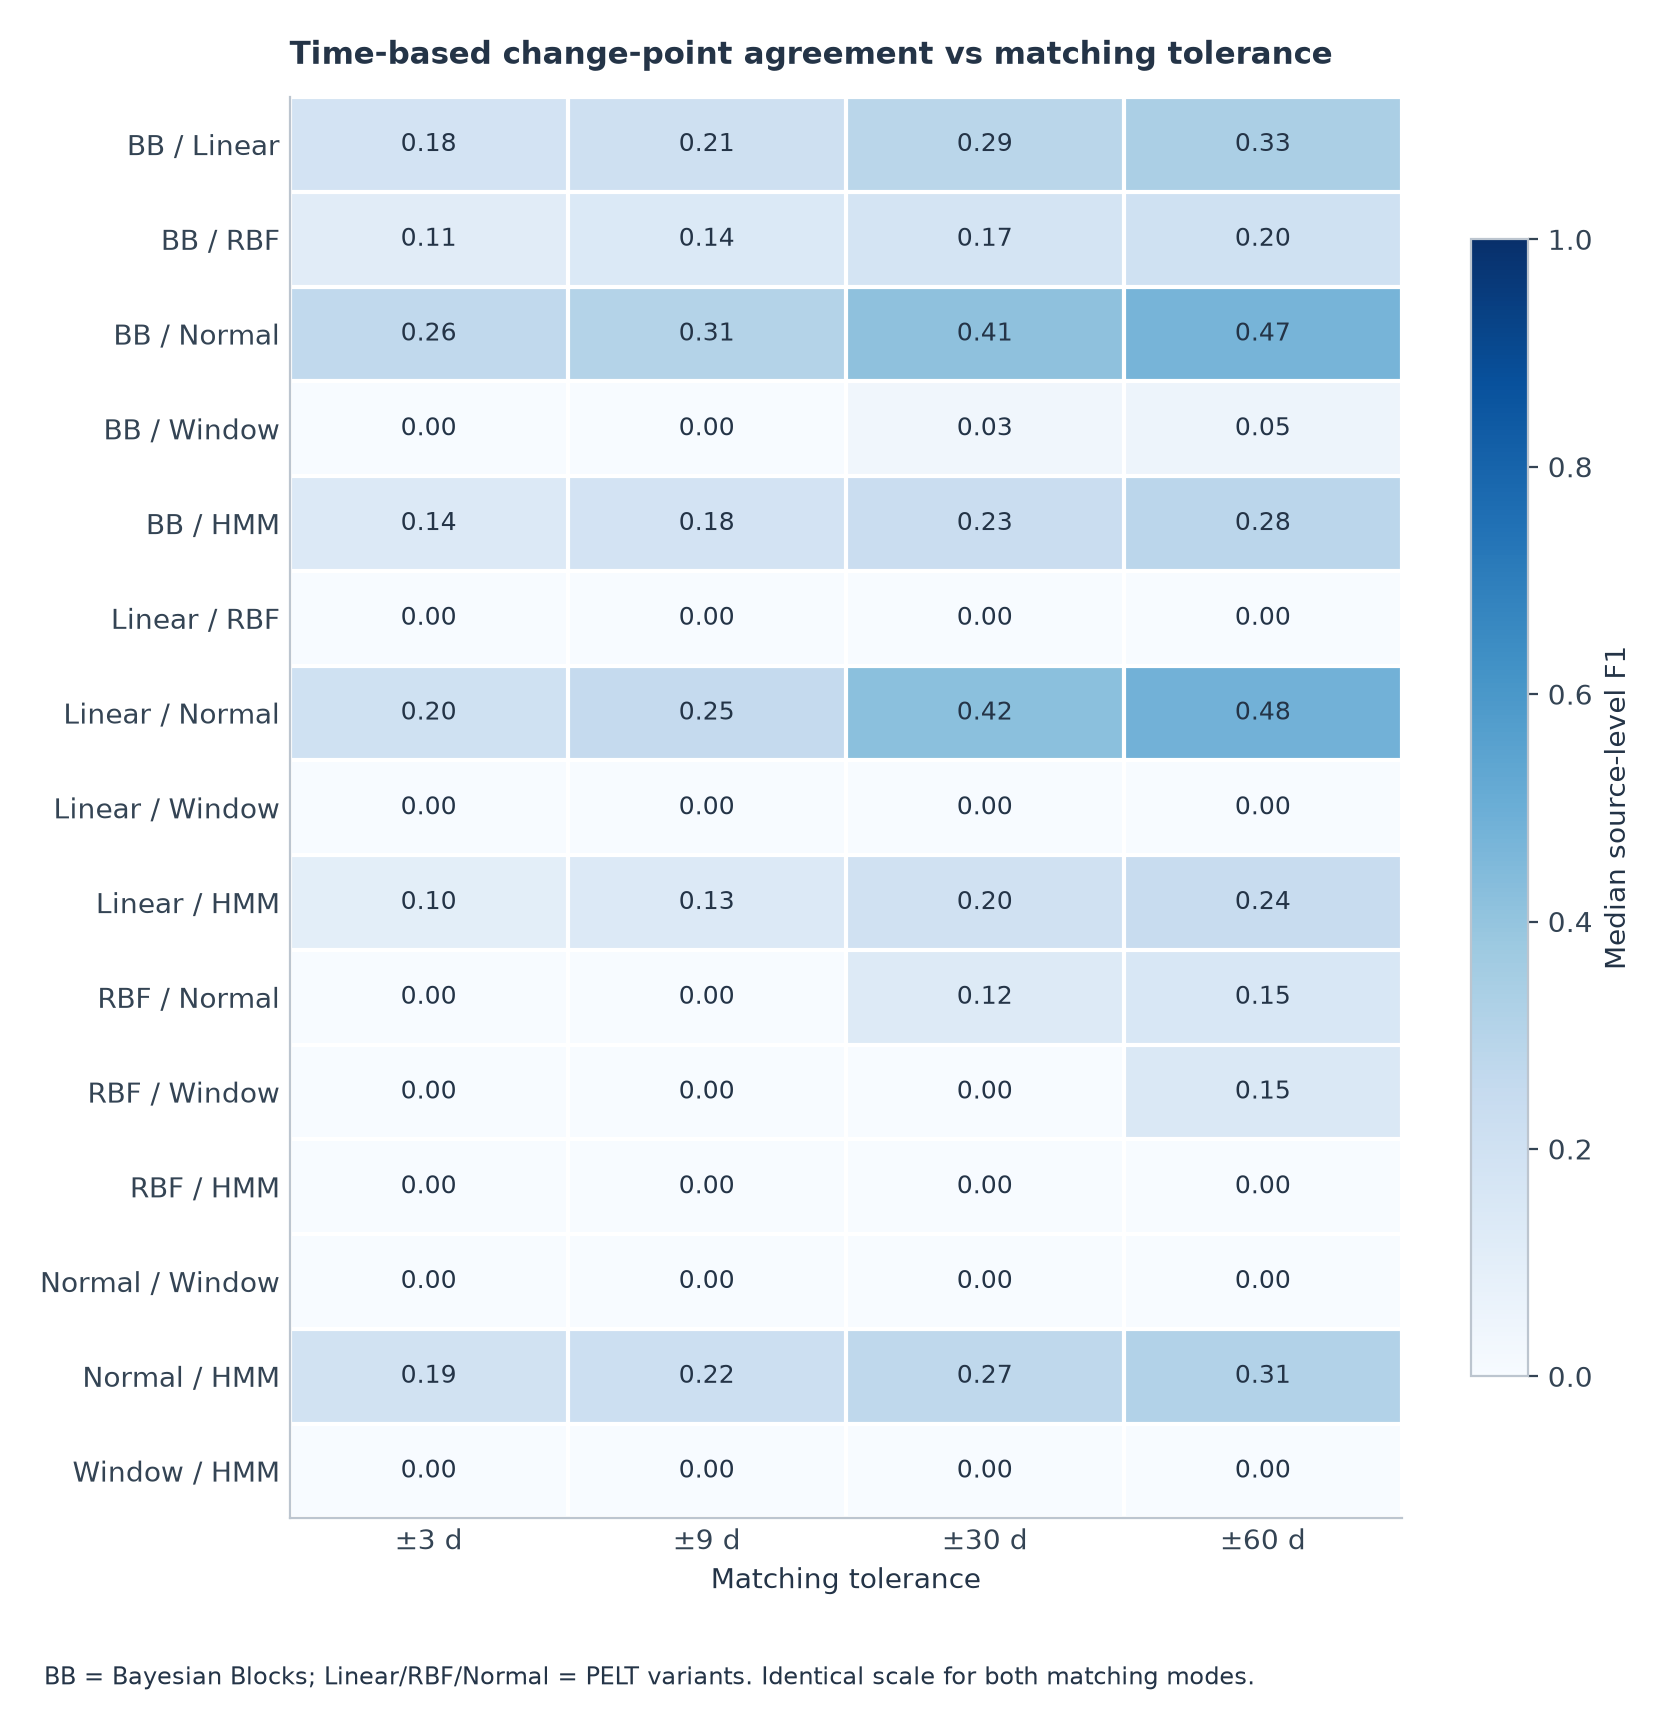 Time-based change-point agreement vs matching tolerance
BB / Linear 0.18 0.21 0.29 0.33
BB / RBF 0.11 0.14 0.17 0.20
BB / Normal 0.26 0.31 0.41 0.47
BB / Window 0.00 0.00 0.03 0.05
BB / HMM 0.14 0.18 0.23 0.28
Linear / RBF 0.00 0.00 0.00 0.00
Linear / Normal 0.20 0.25 0.42 0.48
Linear / Window 0.00 0.00 0.00 0.00
Linear / HMM 0.10 0.13 0.20 0.24
RBF / Normal 0.00 0.00 0.12 0.15
RBF / Window 0.00 0.00 0.00 0.15
RBF / HMM 0.00 0.00 0.00 0.00
Normal / Window 0.00 0.00 0.00 0.00
Normal / HMM 0.19 0.22 0.27 0.31
Window / HMM 0.00 0.00 0.00 0.00
±3 d ±9 d ±30 d ±60 d
Matching tolerance
1.0
0.8
0.6
0.4
0.2
0.0
Median source-level F1
BB = Bayesian Blocks; Linear/RBF/Normal = PELT variants. Identical scale for both matching modes.